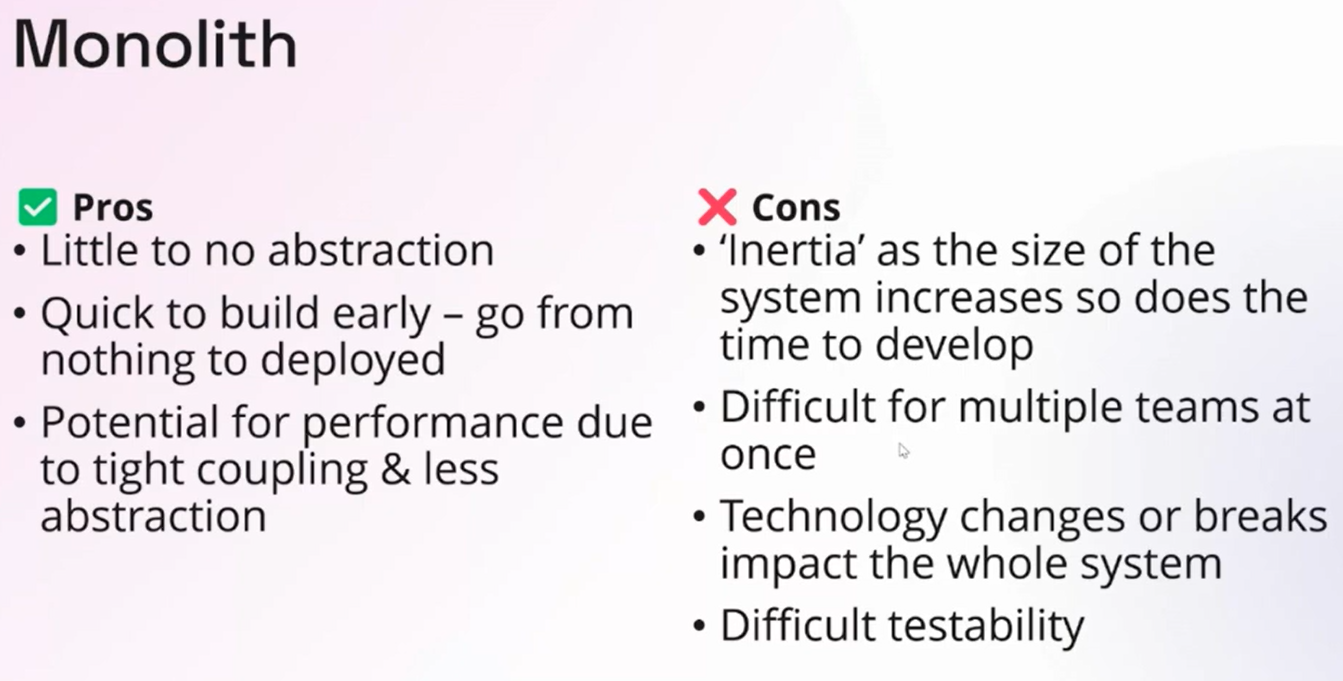 Monolith
✅ Pros
• Little to no abstraction
• Quick to build early – go from
nothing to deployed
• Potential for performance due
to tight coupling & less
abstraction
❌ Cons
• ‘Inertia’ as the size of the
system increases so does the
time to develop
• Difficult for multiple teams at
once
• Technology changes or breaks
impact the whole system
• Difficult testability